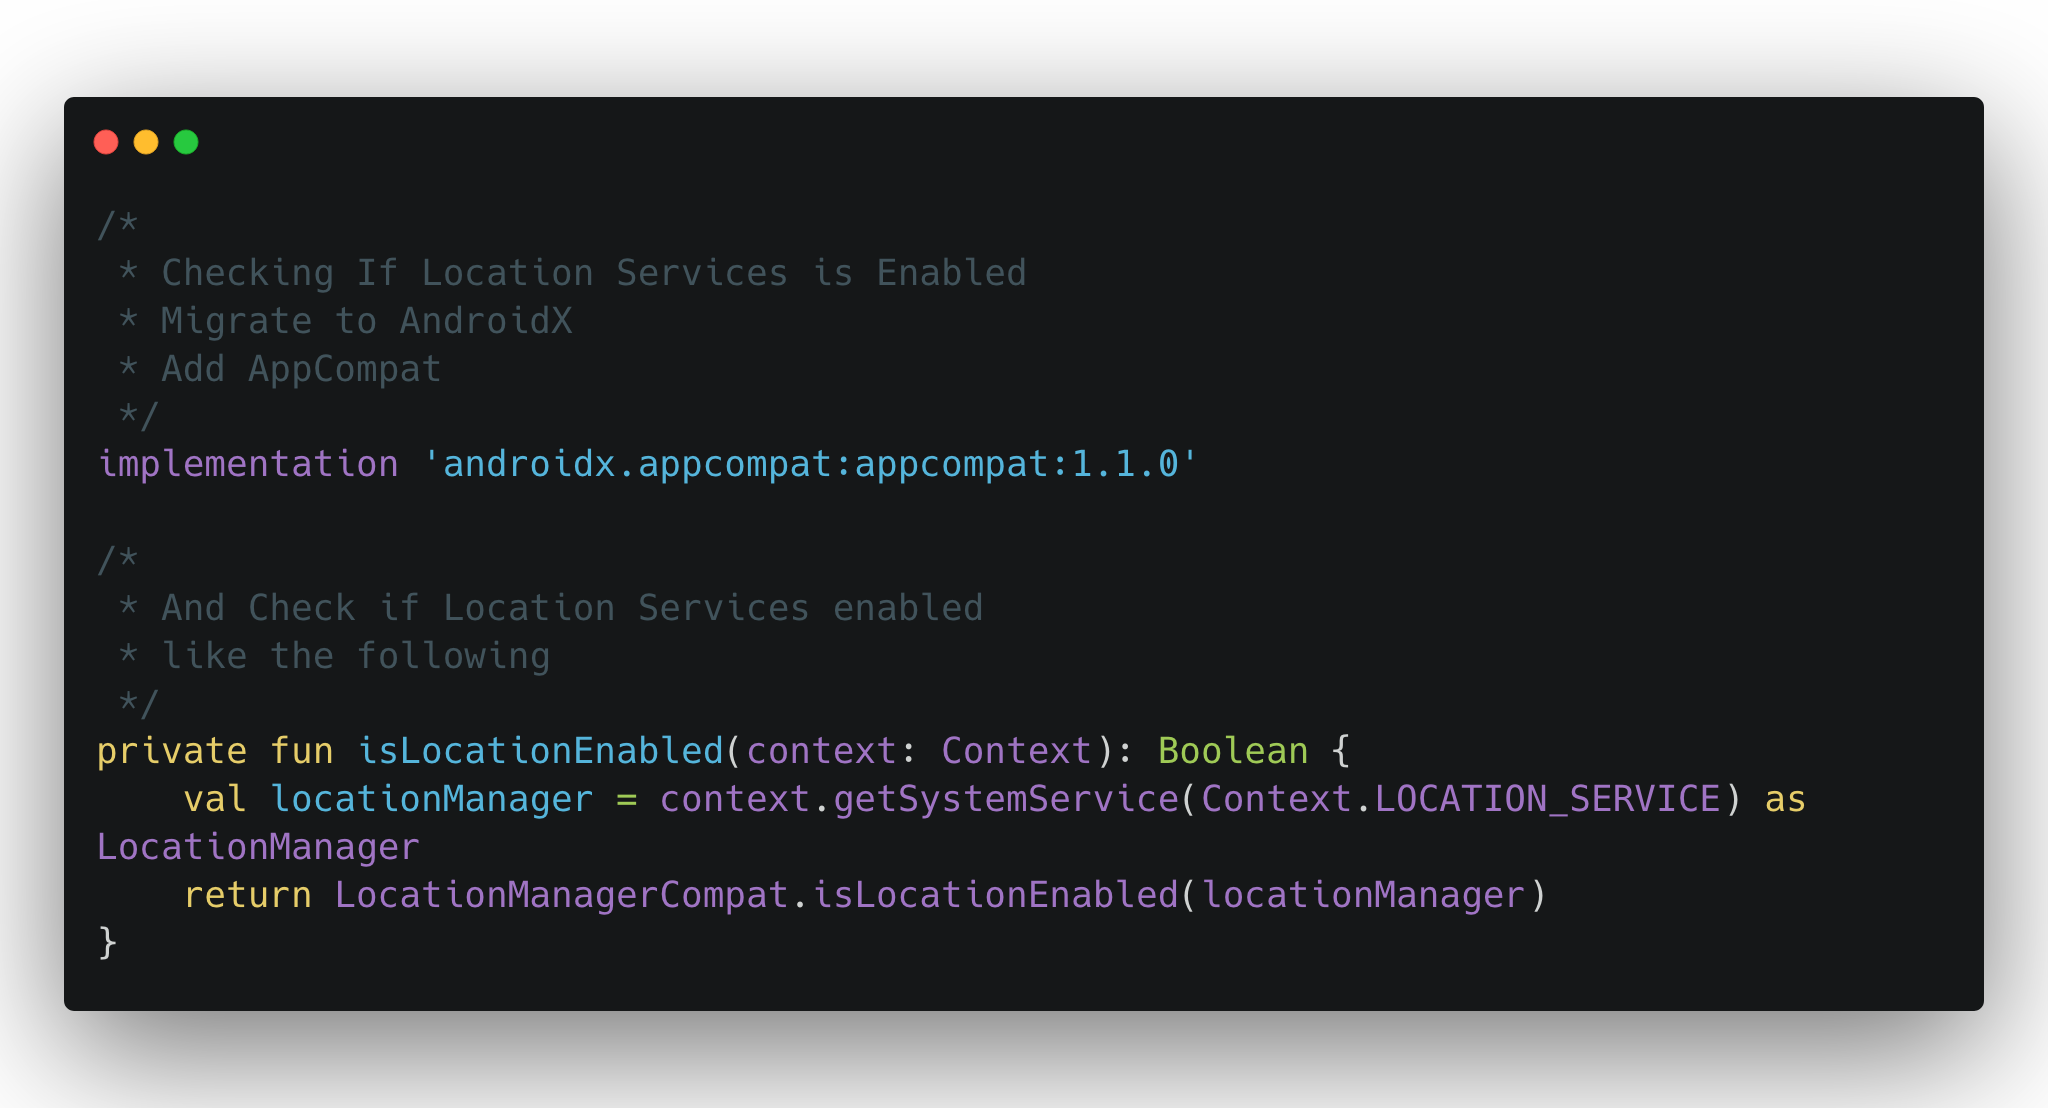 /*
 * Checking If Location Services is Enabled
 * Migrate to AndroidX
 * Add AppCompat
 */
implementation 'androidx.appcompat:appcompat:1.1.0'

/*
 * And Check if Location Services enabled
 * like the following
 */
private fun isLocationEnabled(context: Context): Boolean {
    val locationManager = context.getSystemService(Context.LOCATION_SERVICE) as
LocationManager
    return LocationManagerCompat.isLocationEnabled(locationManager)
}